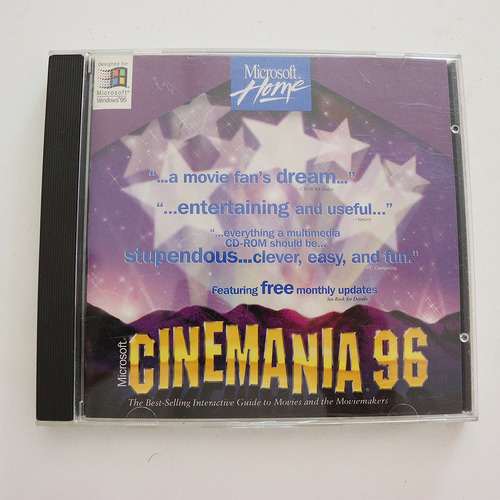 Designed for
Microsoft
Windows 95
Microsoft
Home
"...a movie fan's dream..."
"...entertaining and useful..."
—Variety
"...everything a multimedia
CD-ROM should be...
stupendous...clever, easy, and fun."
PC Computing
Featuring free monthly updates
See Back for Details
Microsoft
CINEMANIA 96
The Best-Selling Interactive Guide to Movies and the Moviemakers